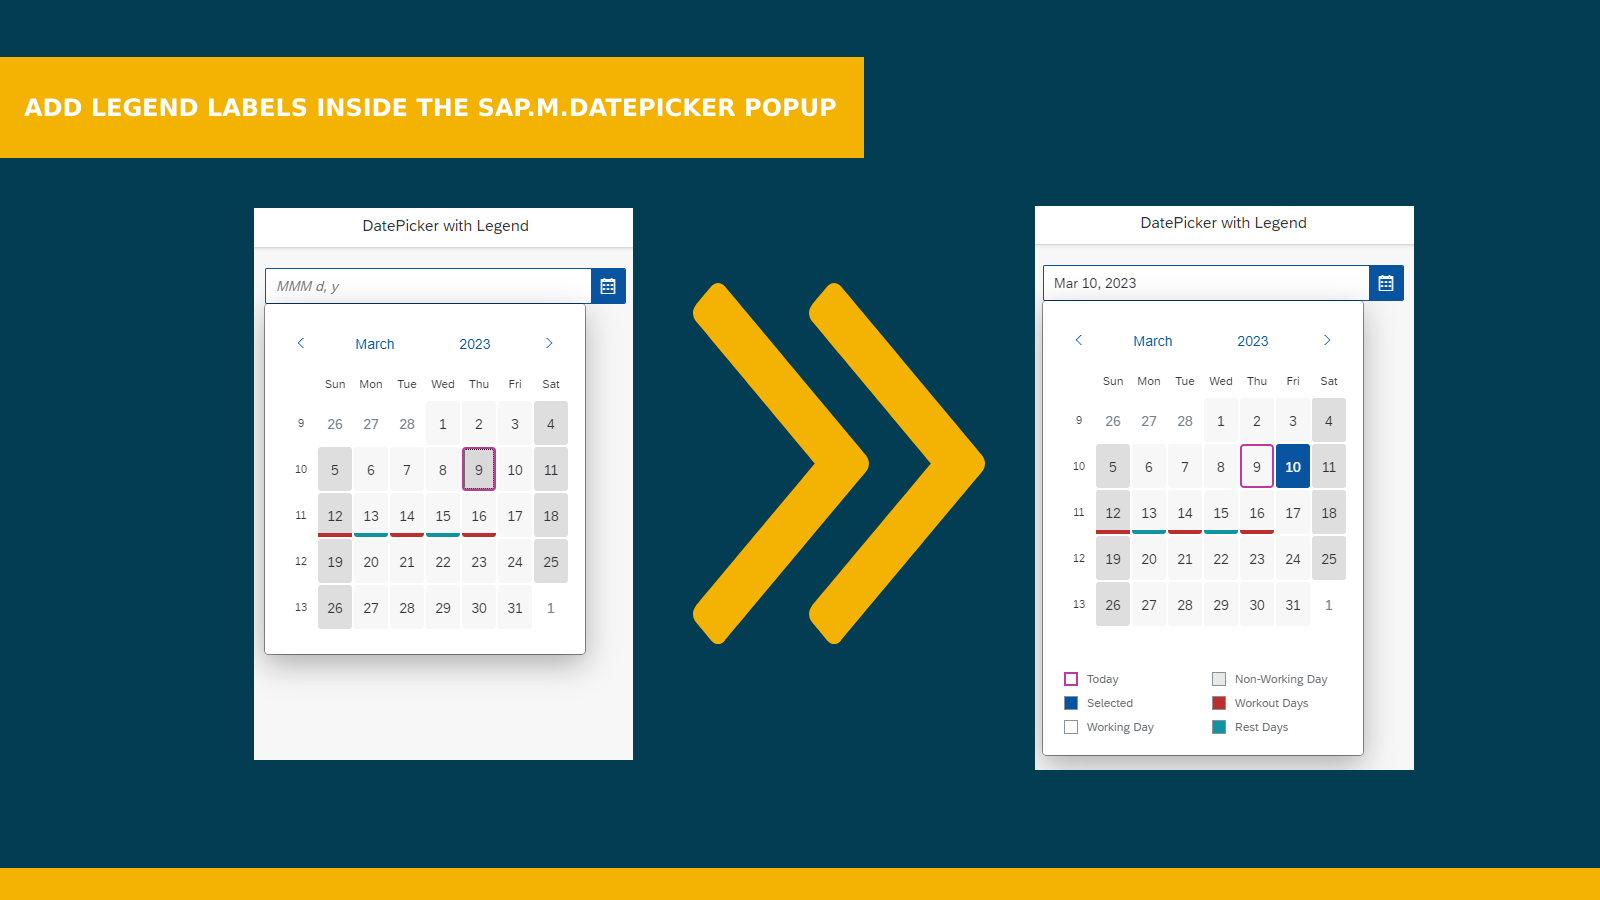 ADD LEGEND LABELS INSIDE THE SAP.M.DATEPICKER POPUP
DatePicker with Legend
MMM d, y
March 2023
Sun Mon Tue Wed Thu Fri Sat
9 26 27 28 1 2 3 4
10 5 6 7 8 9 10 11
11 12 13 14 15 16 17 18
12 19 20 21 22 23 24 25
13 26 27 28 29 30 31 1
DatePicker with Legend
Mar 10, 2023
March 2023
Sun Mon Tue Wed Thu Fri Sat
9 26 27 28 1 2 3 4
10 5 6 7 8 9 10 11
11 12 13 14 15 16 17 18
12 19 20 21 22 23 24 25
13 26 27 28 29 30 31 1
Today Non-Working Day
Selected Workout Days
Working Day Rest Days